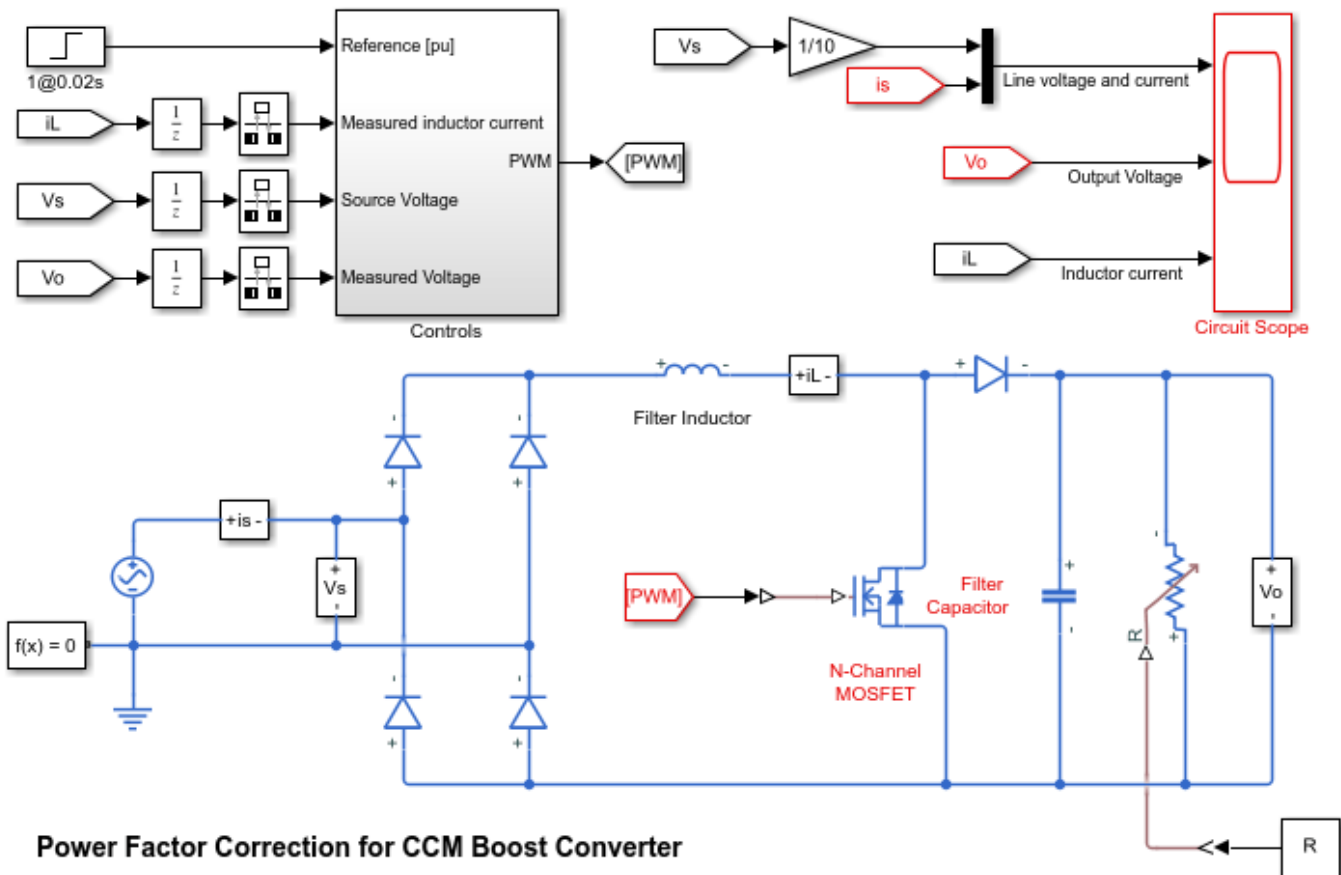 1@0.02s
iL
1
z
Vs
1
z
Vo
1
z
Reference [pu]
Measured inductor current
Source Voltage
Measured Voltage
PWM
Controls
[PWM]
Vs
1/10
is
Line voltage and current
Vo
Output Voltage
iL
Inductor current
Circuit Scope
+ -
Filter Inductor
+iL -
+ -
-
+
-
+
+is -
+
Vs
-
f(x) = 0
-
+
-
+
[PWM]
N-Channel
MOSFET
Filter
Capacitor
+
-
-
+
R
+
Vo
-
R
Power Factor Correction for CCM Boost Converter